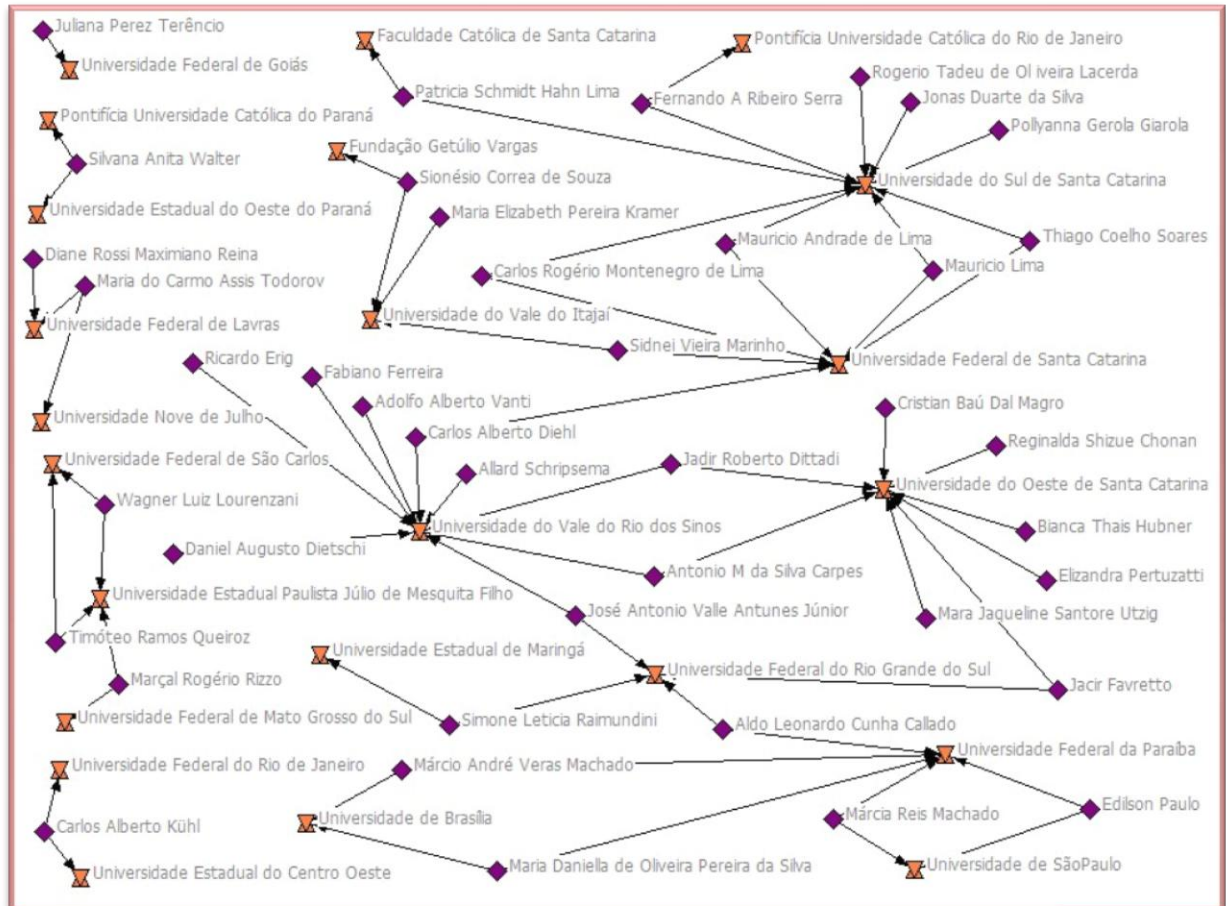 Juliana Perez Terêncio
Faculdade Católica de Santa Catarina
Pontifícia Universidade Católica do Rio de Janeiro
Universidade Federal de Goiás
Rogerio Tadeu de Ol iveira Lacerda
Patricia Schmidt Hahn Lima
Fernando A Ribeiro Serra
Jonas Duarte da Silva
Pontifícia Universidade Católica do Paraná
Pollyanna Gerola Giarola
Fundação Getúlio Vargas
Silvana Anita Walter
Sionésio Correa de Souza
Universidade do Sul de Santa Catarina
Universidade Estadual do Oeste do Paraná
Maria Elizabeth Pereira Kramer
Mauricio Andrade de Lima
Thiago Coelho Soares
Diane Rossi Maximiano Reina
Carlos Rogério Montenegro de Lima
Mauricio Lima
Maria do Carmo Assis Todorov
Universidade Federal de Lavras
Universidade do Vale do Itajaí
Sidnei Vieira Marinho
Ricardo Erig
Universidade Federal de Santa Catarina
Fabiano Ferreira
Adolfo Alberto Vanti
Cristian Baú Dal Magro
Universidade Nove de Julho
Carlos Alberto Diehl
Reginalda Shizue Chonan
Universidade Federal de São Carlos
Allard Schripsema
Jadir Roberto Dittadi
Universidade do Oeste de Santa Catarina
Wagner Luiz Lourenzani
Universidade do Vale do Rio dos Sinos
Bianca Thais Hubner
Daniel Augusto Dietschi
Antonio M da Silva Carpes
Elizandra Pertuzatti
Universidade Estadual Paulista Júlio de Mesquita Filho
José Antonio Valle Antunes Júnior
Mara Jaqueline Santore Utzig
Timóteo Ramos Queiroz
Universidade Estadual de Maringá
Universidade Federal do Rio Grande do Sul
Marçal Rogério Rizzo
Jacir Favretto
Universidade Federal de Mato Grosso do Sul
Simone Leticia Raimundini
Aldo Leonardo Cunha Callado
Universidade Federal da Paraíba
Universidade Federal do Rio de Janeiro
Márcio André Veras Machado
Universidade de Brasília
Márcia Reis Machado
Edilson Paulo
Carlos Alberto Kühl
Universidade Estadual do Centro Oeste
Maria Daniella de Oliveira Pereira da Silva
Universidade de SãoPaulo